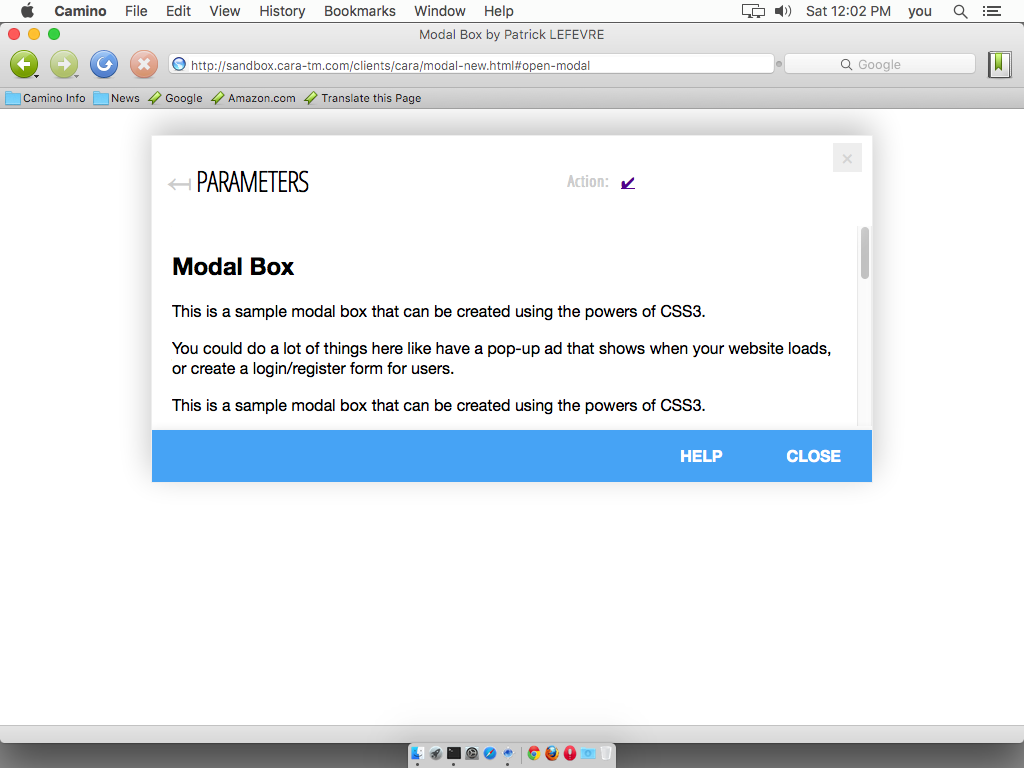 Camino File Edit View History Bookmarks Window Help Sat 12:02 PM you
Modal Box by Patrick LEFEVRE
http://sandbox.cara-tm.com/clients/cara/modal-new.html#open-modal Google
Camino Info News Google Amazon.com Translate this Page
PARAMETERS Action:
Modal Box
This is a sample modal box that can be created using the powers of CSS3.
You could do a lot of things here like have a pop-up ad that shows when your website loads,
or create a login/register form for users.
This is a sample modal box that can be created using the powers of CSS3.
HELP CLOSE